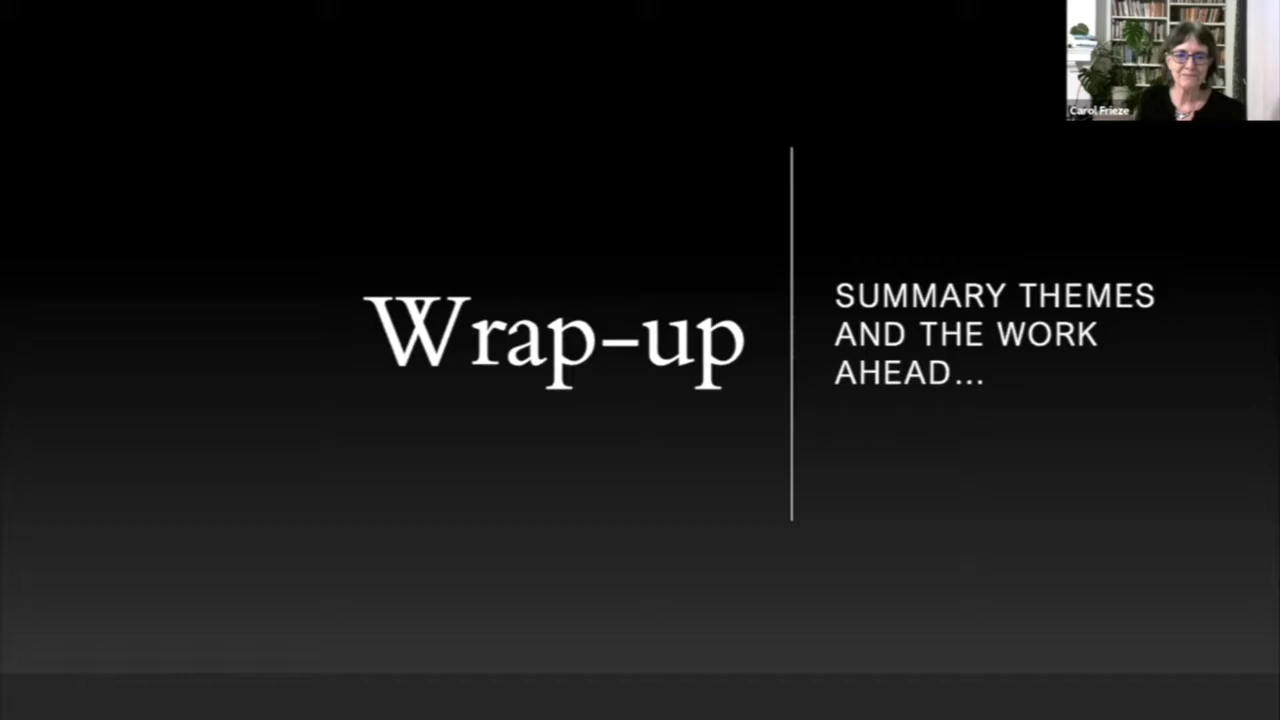 Carol Frieze
Wrap-up
SUMMARY THEMES
AND THE WORK
AHEAD...